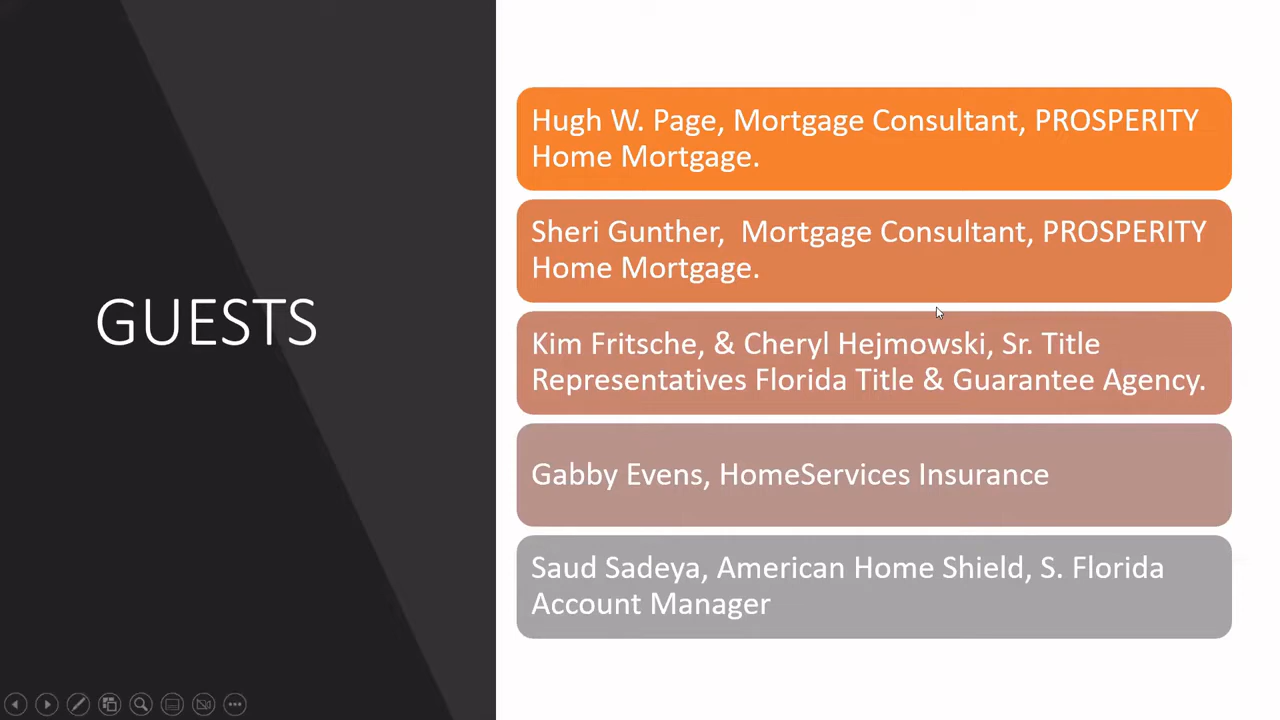 GUESTS
Hugh W. Page, Mortgage Consultant, PROSPERITY
Home Mortgage.
Sheri Gunther,  Mortgage Consultant, PROSPERITY
Home Mortgage.
Kim Fritsche, & Cheryl Hejmowski, Sr. Title
Representatives Florida Title & Guarantee Agency.
Gabby Evens, HomeServices Insurance
Saud Sadeya, American Home Shield, S. Florida
Account Manager